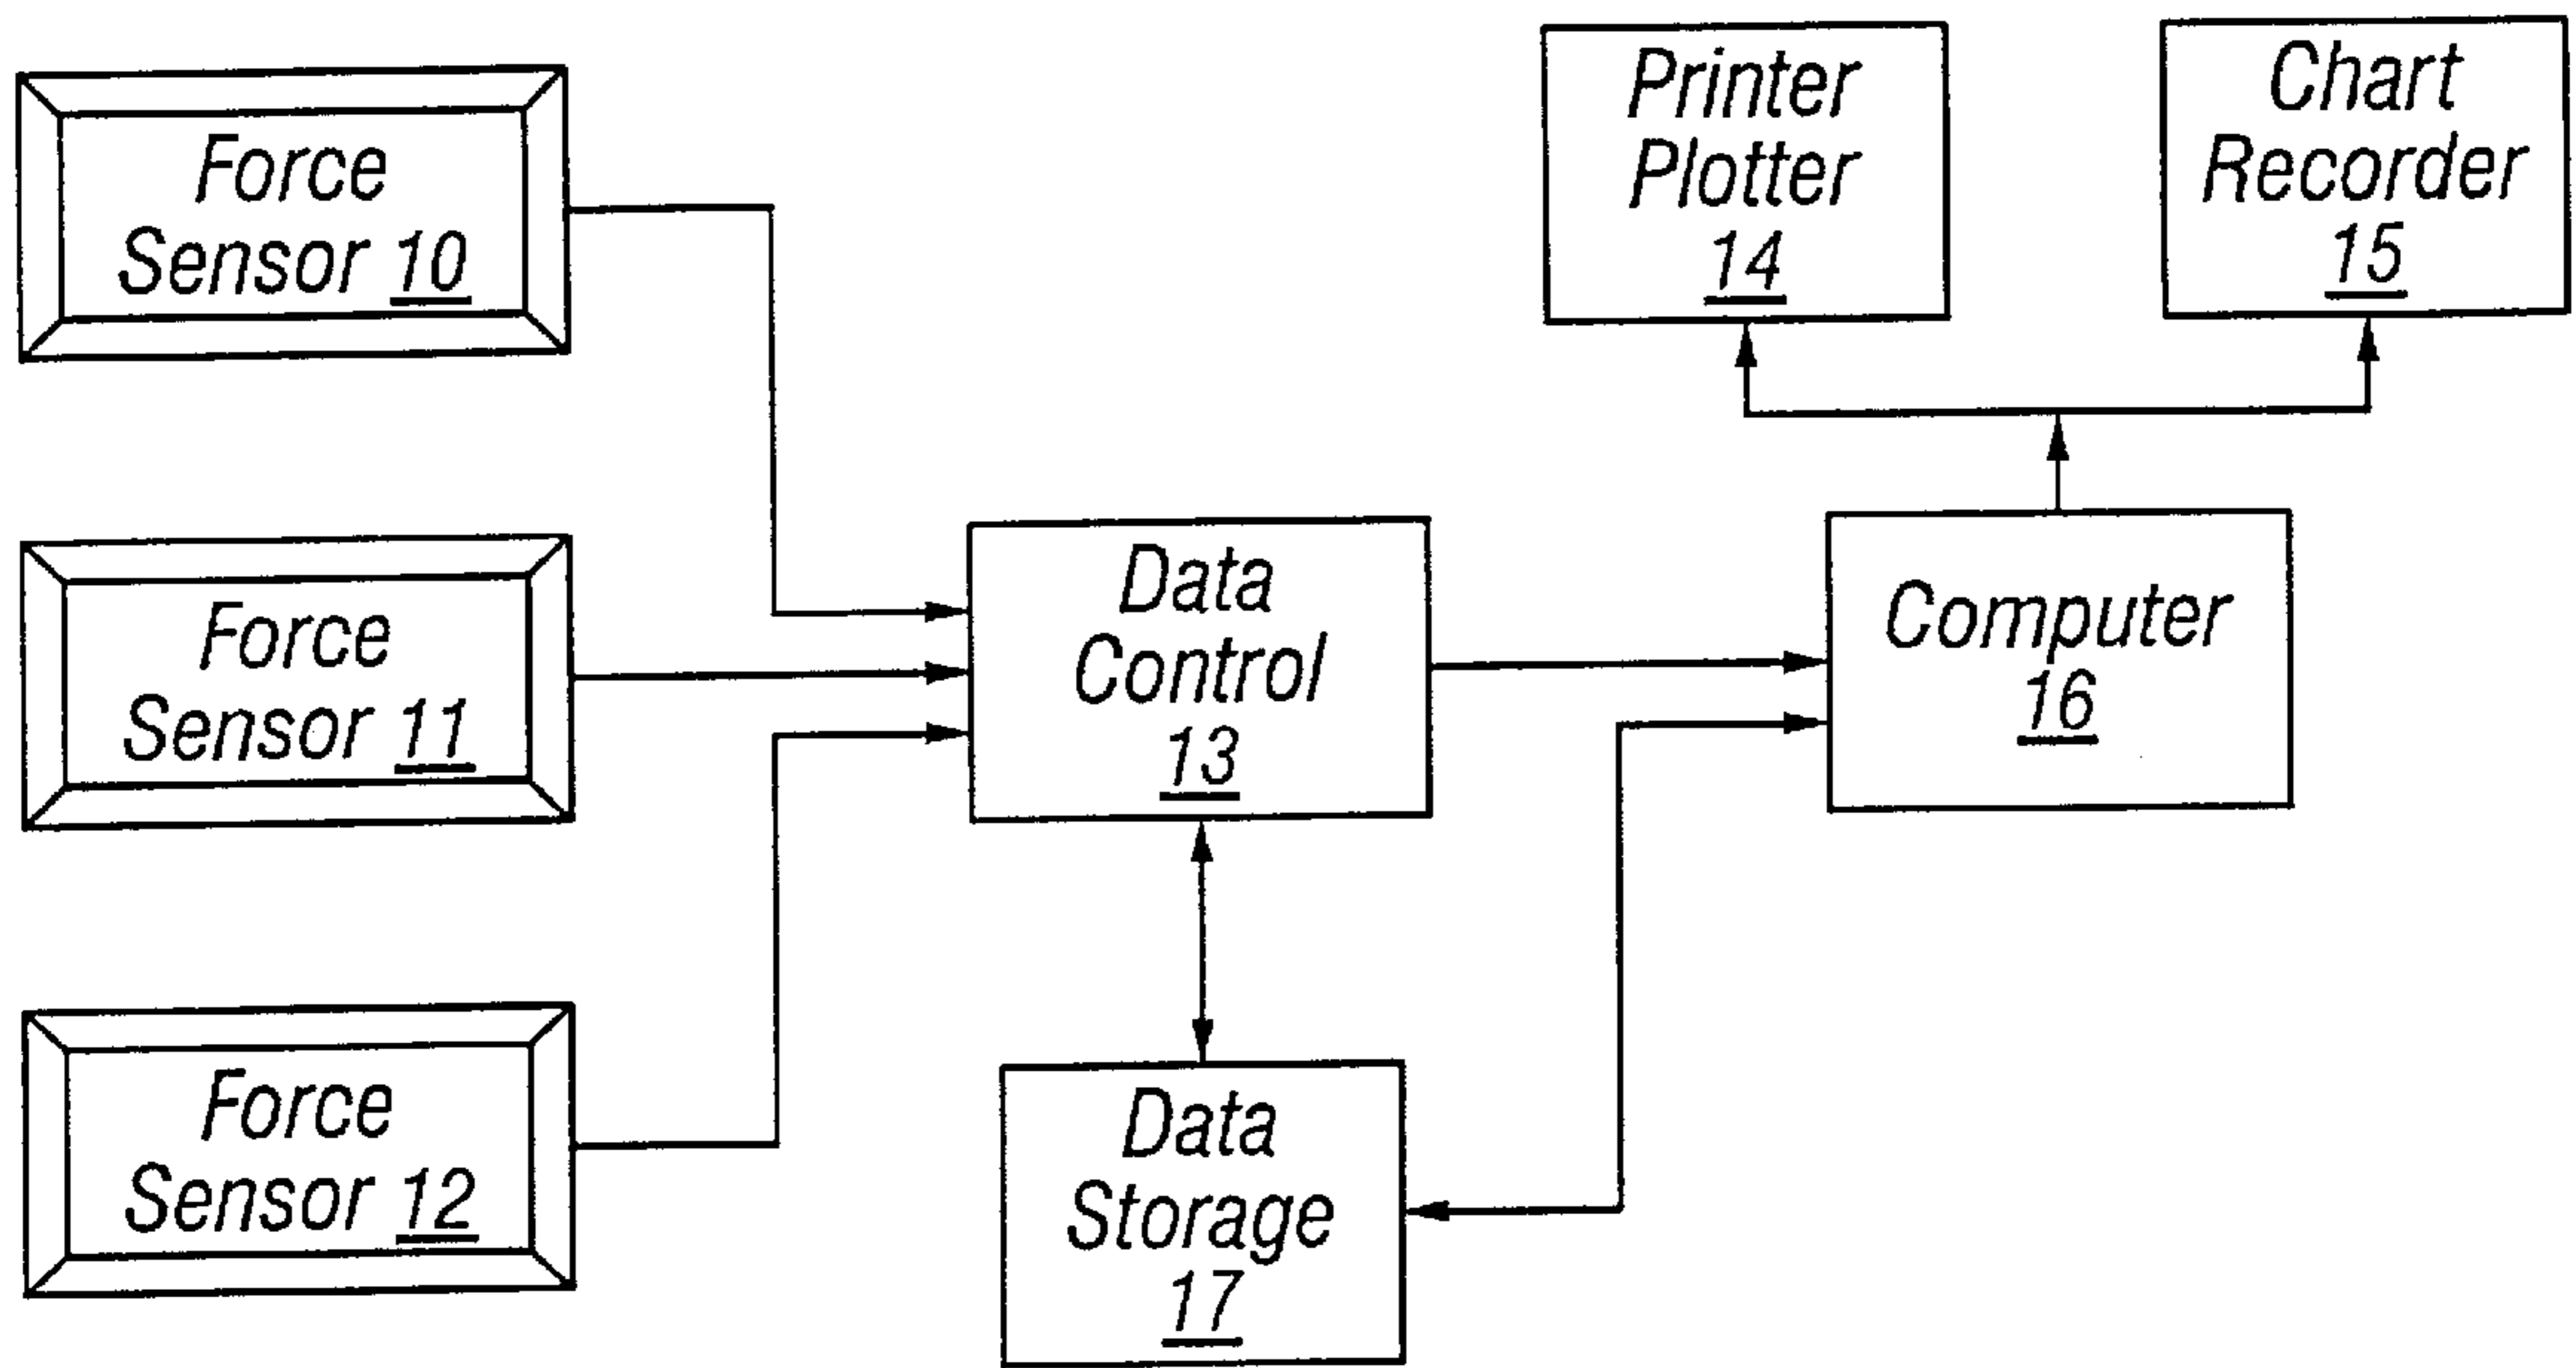 Force
Sensor 10
Force
Sensor 11
Force
Sensor 12
Data
Control
13
Data
Storage
17
Printer
Plotter
14
Chart
Recorder
15
Computer
16